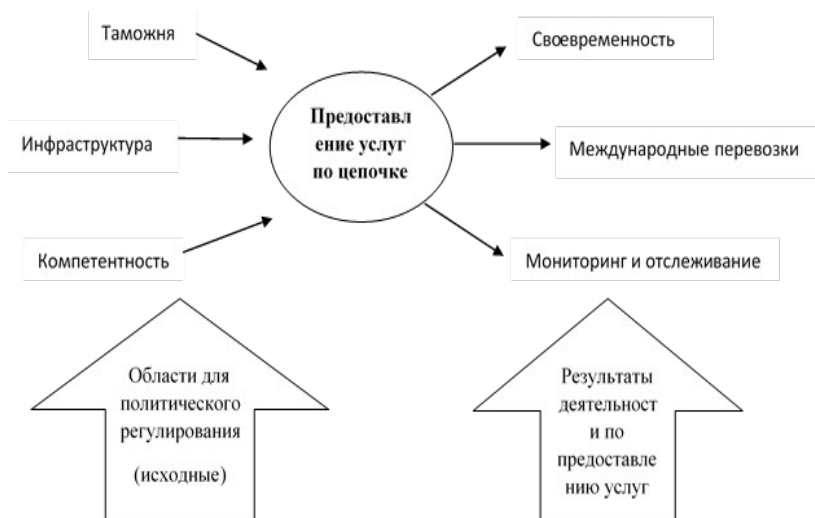 Таможня
Своевременность
Предоставл
ение услуг
по цепочке
Инфраструктура
Международные перевозки
Компетентность
Мониторинг и отслеживание
Области для
политического
регулирования
(исходные)
Результаты
деятельност
и по
предоставле
нию услуг